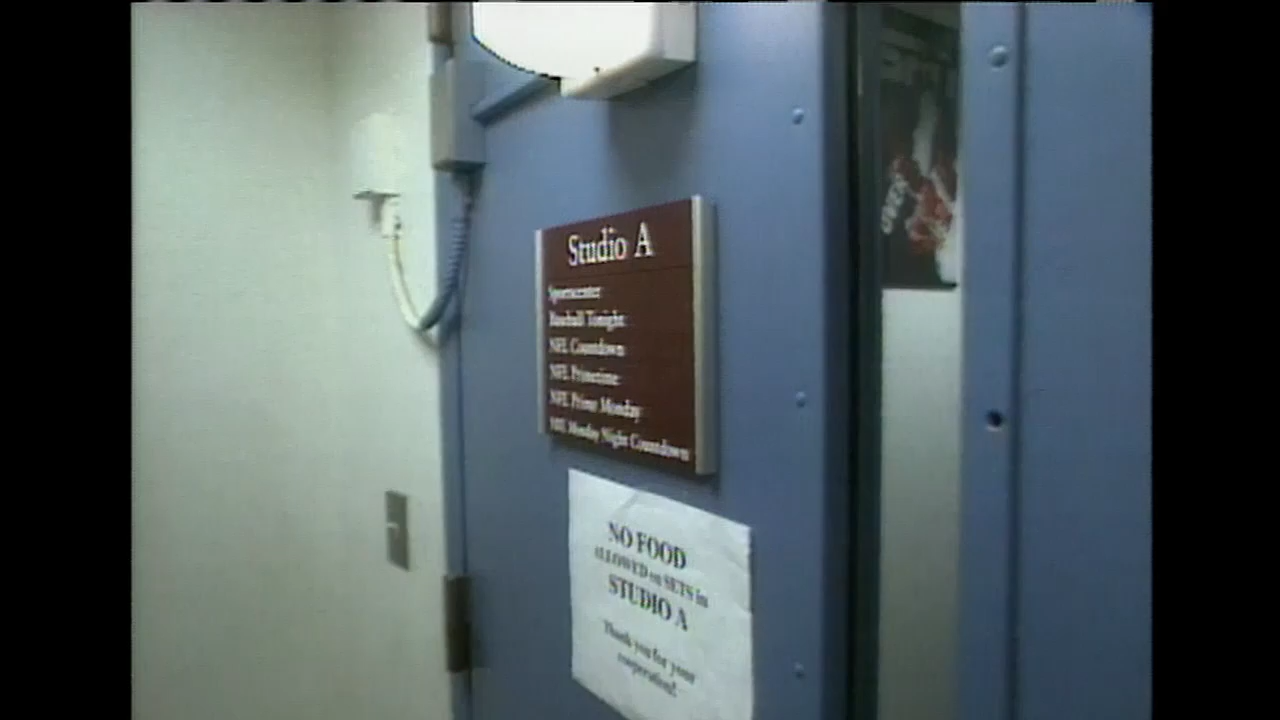 Studio A
Sportscenter
Baseball Tonight
NFL Countdown
NFL Primetime
NFL Prime Monday
NFL Monday Night Countdown
NO FOOD
ALLOWED on SETS in
STUDIO A
Thank you for your
cooperation!